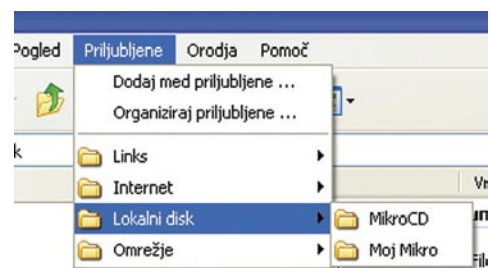 Pogled Priljubljene Orodja Pomoč
Dodaj med priljubljene ...
Organiziraj priljubljene ...
k
Links
Internet
Lokalni disk
MikroCD
Omrežje
Moj Mikro